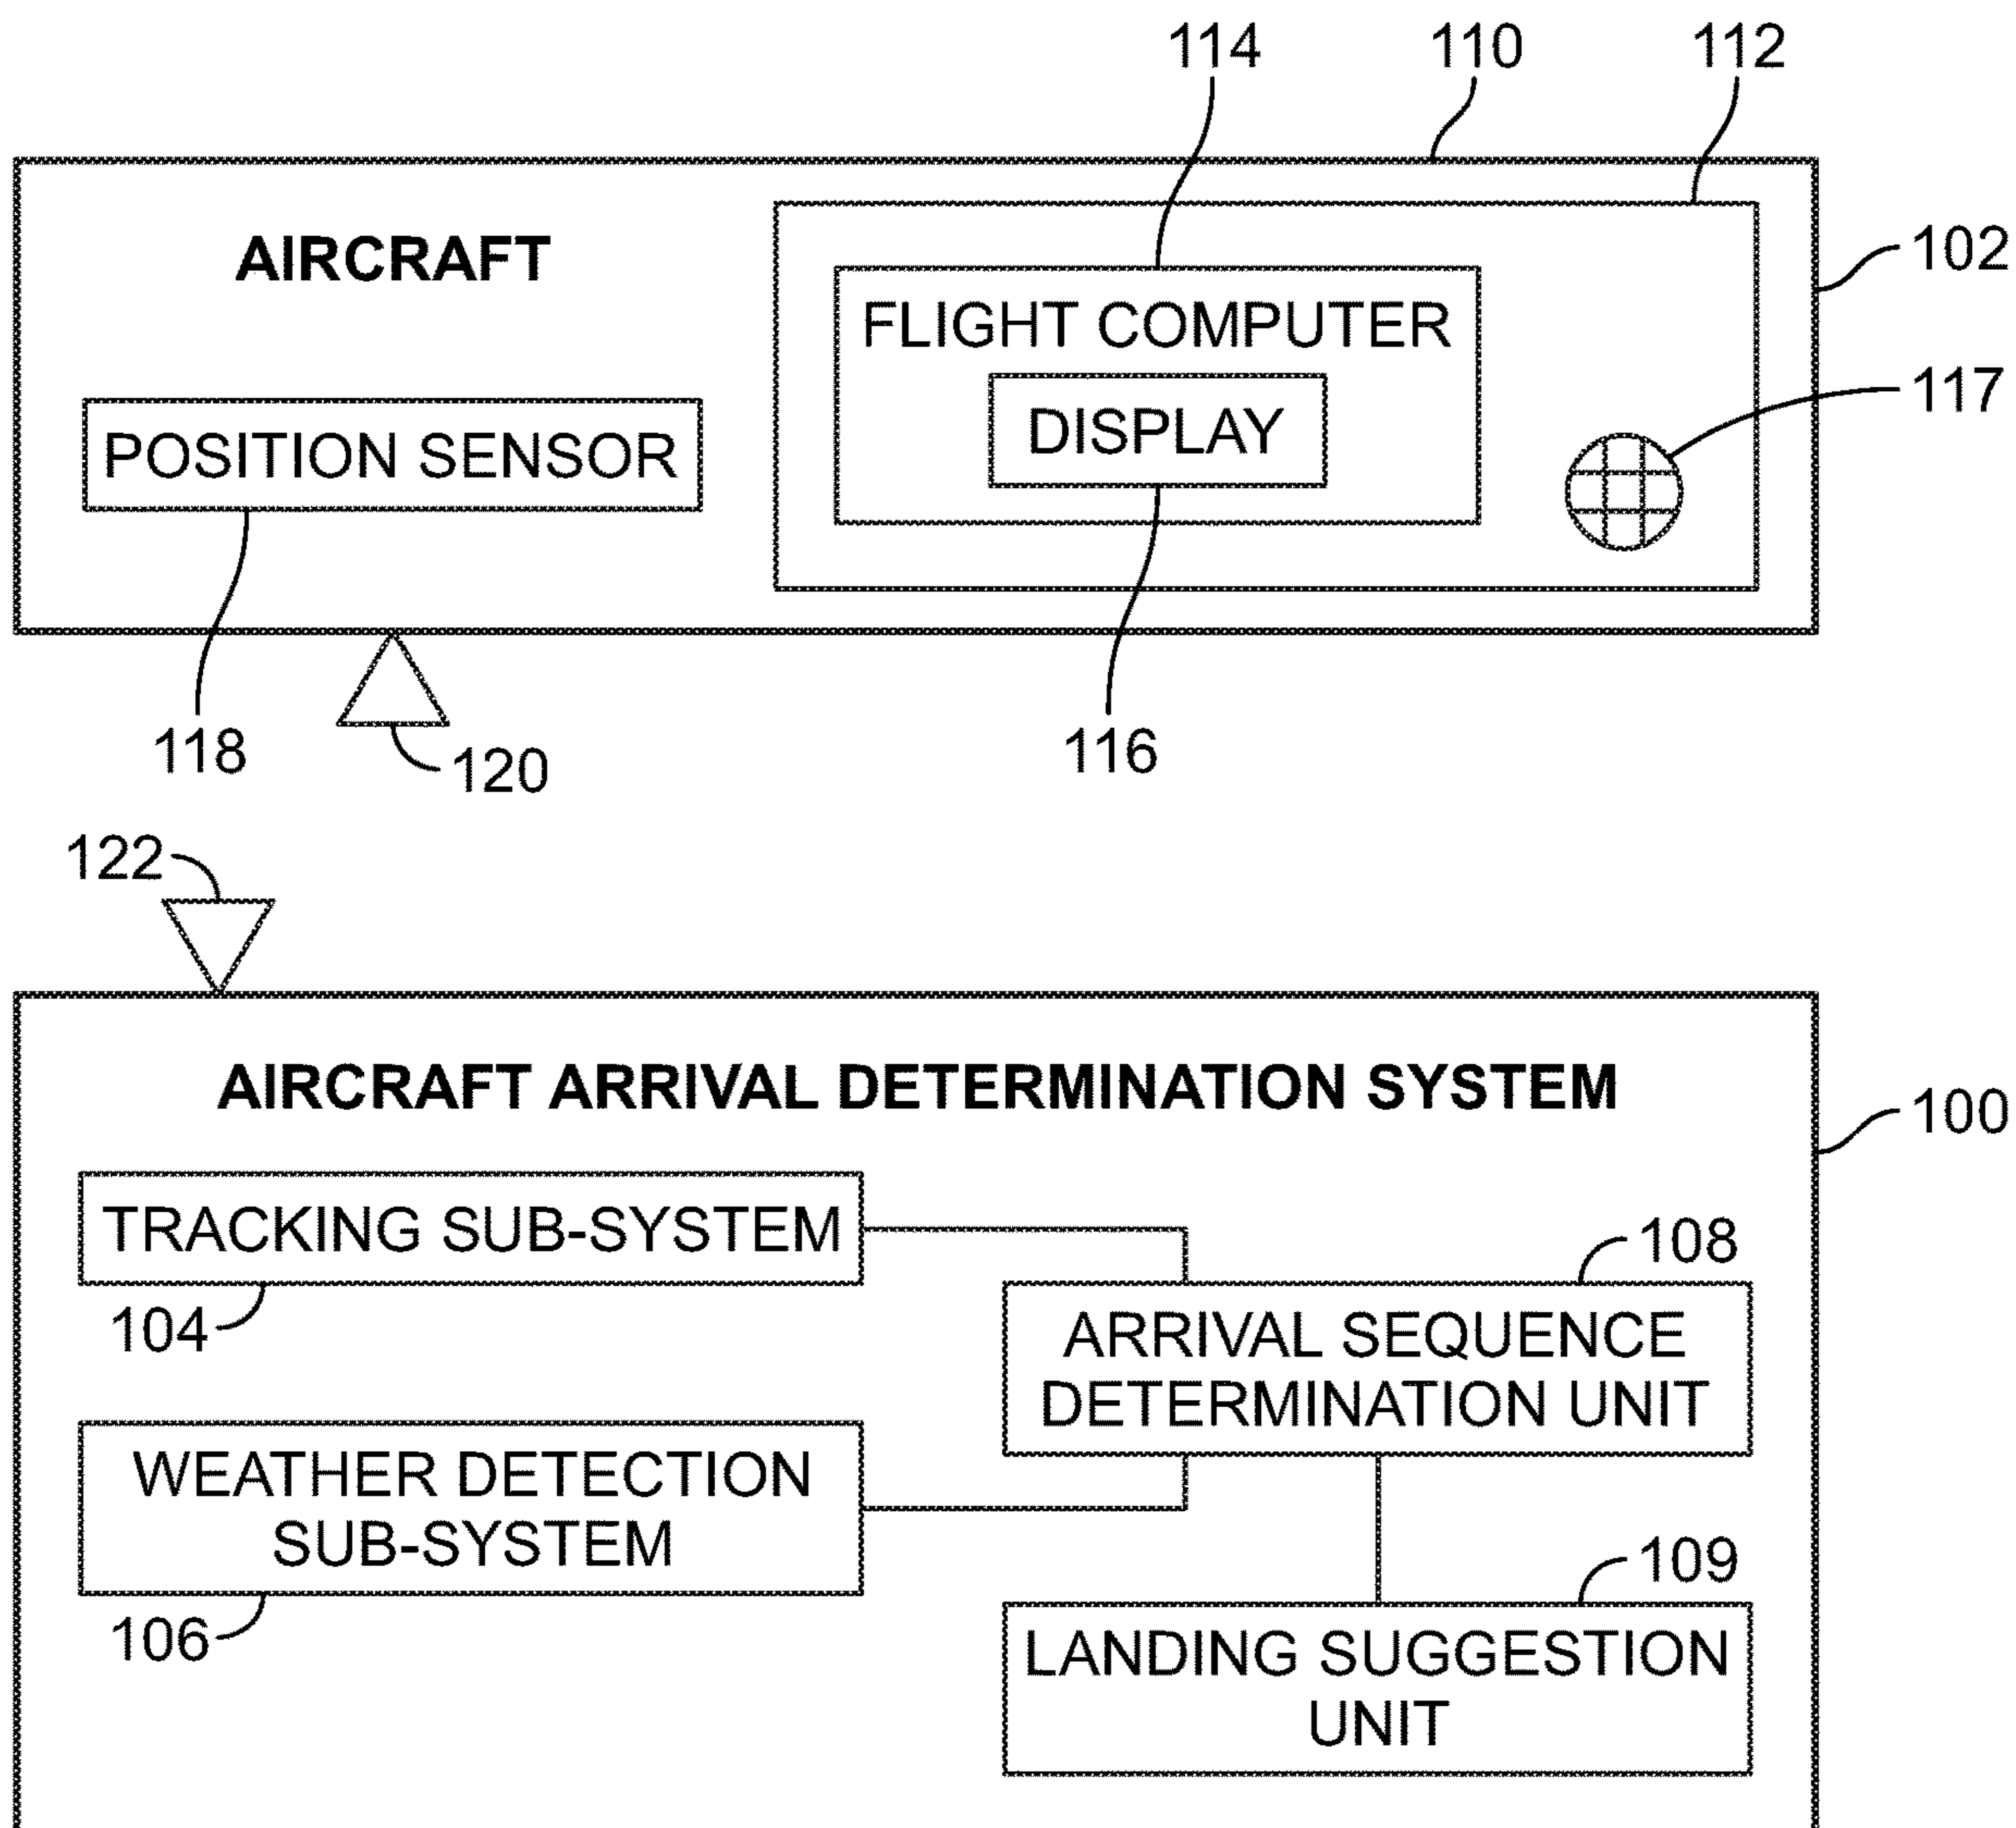 114
110
112
AIRCRAFT
102
FLIGHT COMPUTER
117
DISPLAY
POSITION SENSOR
118
120
116
122
AIRCRAFT ARRIVAL DETERMINATION SYSTEM
100
TRACKING SUB-SYSTEM
104
108
ARRIVAL SEQUENCE
DETERMINATION UNIT
WEATHER DETECTION
SUB-SYSTEM
106
109
LANDING SUGGESTION
UNIT